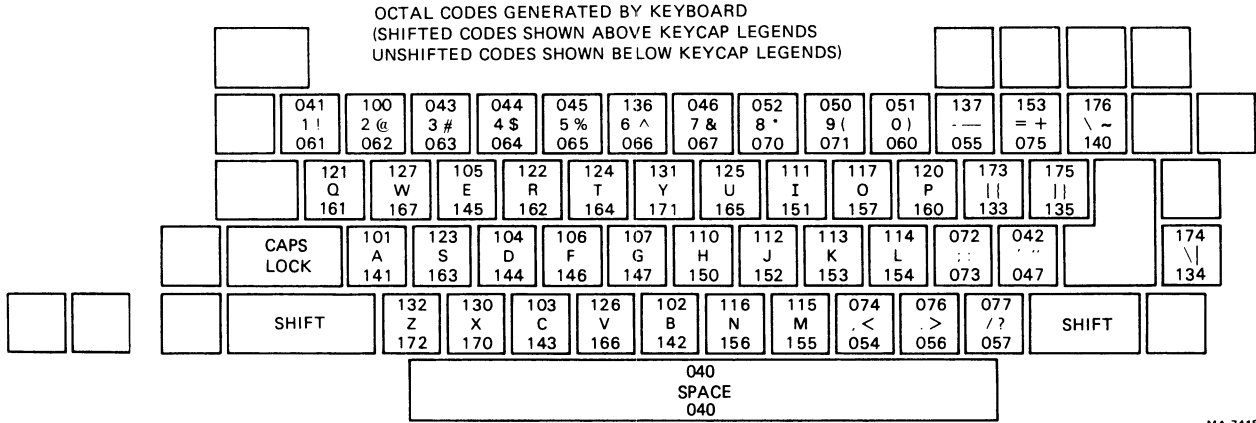 OCTAL CODES GENERATED BY KEYBOARD
(SHIFTED CODES SHOWN ABOVE KEYCAP LEGENDS
UNSHIFTED CODES SHOWN BELOW KEYCAP LEGENDS)
041 100 043 044 045 136 046 052 050 051 137 153 176
1 ! 2 @ 3 # 4 $ 5 % 6 ^ 7 & 8 * 9 ( 0 ) - — = + \ ~
061 062 063 064 065 066 067 070 071 060 055 075 140
121 127 105 122 124 131 125 111 117 120 173 175
Q W E R T Y U I O P [ { ] }
161 167 145 162 164 171 165 151 157 160 133 135
101 123 104 106 107 110 112 113 114 072 042 174
CAPS LOCK A S D F G H J K L ; : ' " \ |
141 163 144 146 147 150 152 153 154 073 047 134
132 130 103 126 102 116 115 074 076 077
SHIFT Z X C V B N M , < . > / ? SHIFT
172 170 143 166 142 156 155 054 056 057
040
SPACE
040